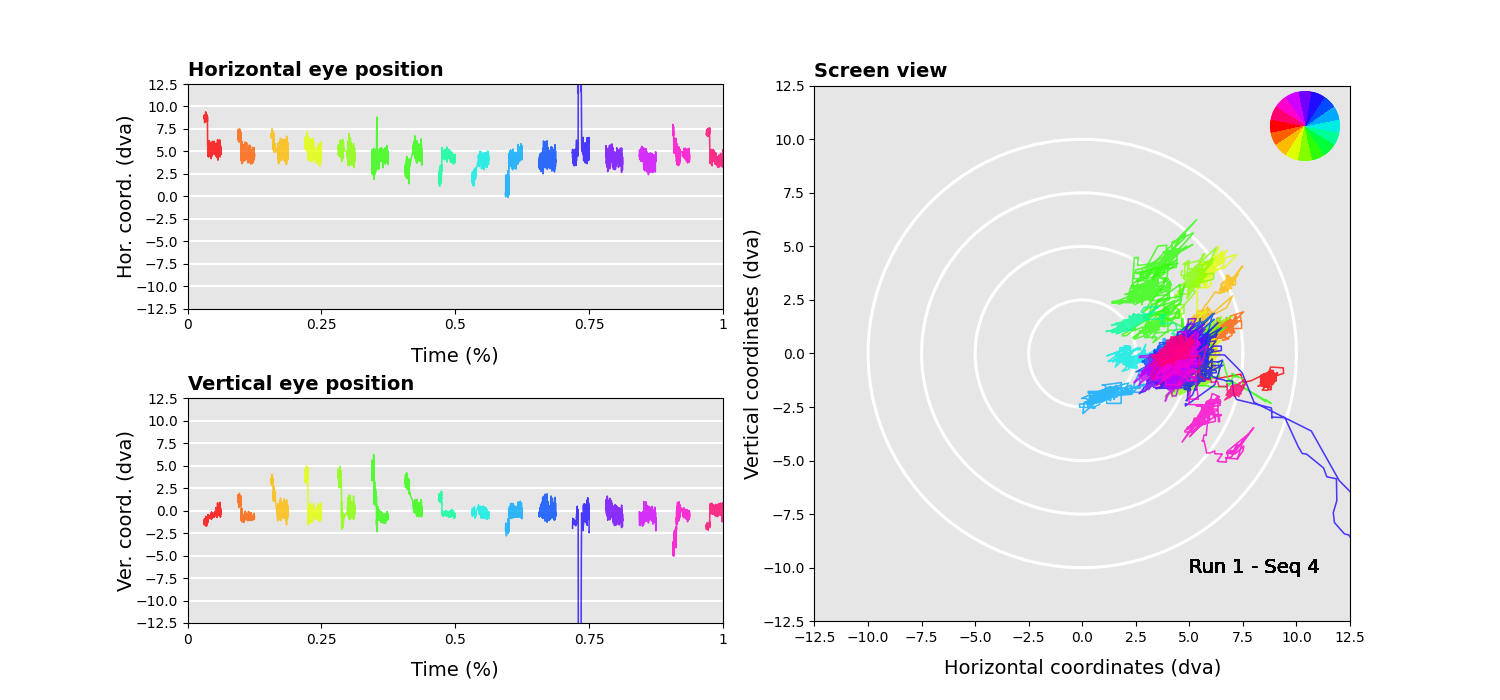 Horizontal eye position
12.5
10.0
7.5
5.0
2.5
0.0
−2.5
−5.0
−7.5
−10.0
−12.5
Hor. coord. (dva)
0 0.25 0.5 0.75 1
Time (%)
Vertical eye position
12.5
10.0
7.5
5.0
2.5
0.0
−2.5
−5.0
−7.5
−10.0
−12.5
Ver. coord. (dva)
0 0.25 0.5 0.75 1
Time (%)
Screen view
12.5
10.0
7.5
5.0
2.5
0.0
−2.5
−5.0
−7.5
−10.0
−12.5
Vertical coordinates (dva)
Run 1 - Seq 4
−12.5 −10.0 −7.5 −5.0 −2.5 0.0 2.5 5.0 7.5 10.0 12.5
Horizontal coordinates (dva)